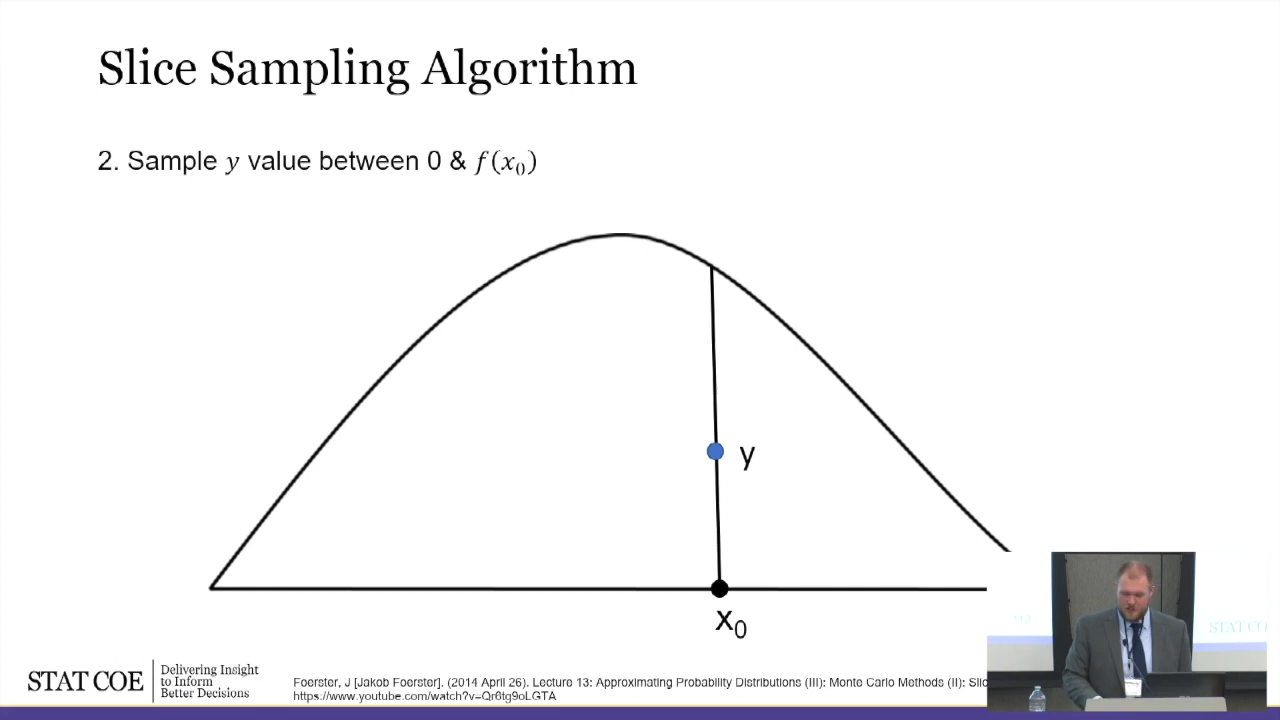 Slice Sampling Algorithm
2. Sample y value between 0 & f(x₀)
y
x₀
STAT COE
Delivering Insight
to Inform
Better Decisions
Foerster, J [Jakob Foerster]. (2014 April 26). Lecture 13: Approximating Probability Distributions (III): Monte Carlo Methods (II):
https://www.youtube.com/watch?v=Qr6tg9oLGTA
STAT CO